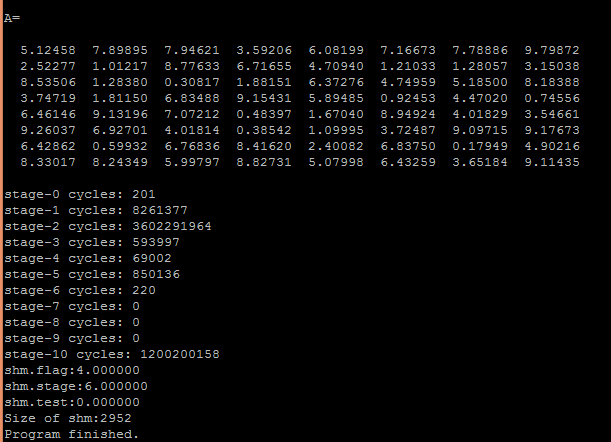 A=
5.12458 7.89895 7.94621 3.59206 6.08199 7.16673 7.78886 9.79872
2.52277 1.01217 8.77633 6.71655 4.70940 1.21033 1.28057 3.15038
8.53506 1.28380 0.30817 1.88151 6.37276 4.74959 5.18500 8.18388
3.74719 1.81150 6.83488 9.15431 5.89485 0.92453 4.47020 0.74556
6.46146 9.13196 7.07212 0.48397 1.67040 8.94924 4.01829 3.54661
9.26037 6.92701 4.01814 0.38542 1.09995 3.72487 9.09715 9.17673
6.42862 0.59932 6.76836 8.41620 2.40082 6.83750 0.17949 4.90216
8.33017 8.24349 5.99797 8.82731 5.07998 6.43259 3.65184 9.11435
stage-0 cycles: 201
stage-1 cycles: 8261377
stage-2 cycles: 3602291964
stage-3 cycles: 593997
stage-4 cycles: 69002
stage-5 cycles: 850136
stage-6 cycles: 220
stage-7 cycles: 0
stage-8 cycles: 0
stage-9 cycles: 0
stage-10 cycles: 1200200158
shm.flag:4.000000
shm.stage:6.000000
shm.test:0.000000
Size of shm:2952
Program finished.